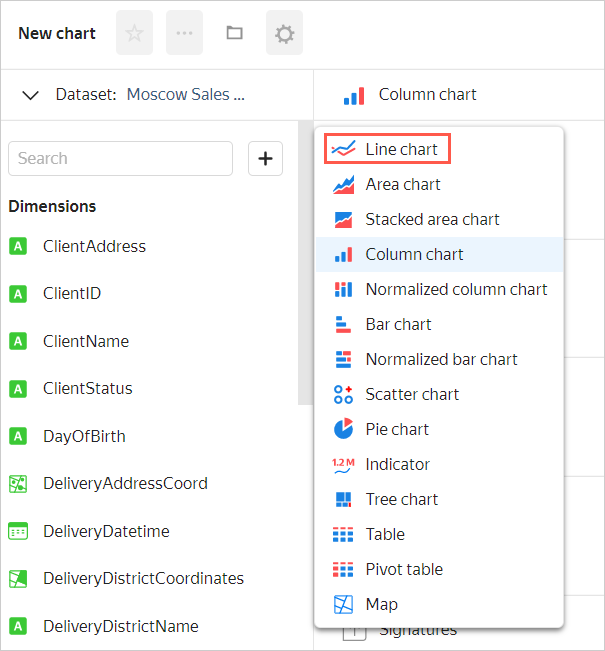 New chart
Dataset: Moscow Sales ...
Column chart
Search
Dimensions
A ClientAddress
A ClientID
A ClientName
A ClientStatus
A DayOfBirth
DeliveryAddressCoord
DeliveryDatetime
DeliveryDistrictCoordinates
A DeliveryDistrictName
Line chart
Area chart
Stacked area chart
Column chart
Normalized column chart
Bar chart
Normalized bar chart
Scatter chart
Pie chart
1.2 M Indicator
Tree chart
Table
Pivot table
Map
Signatures